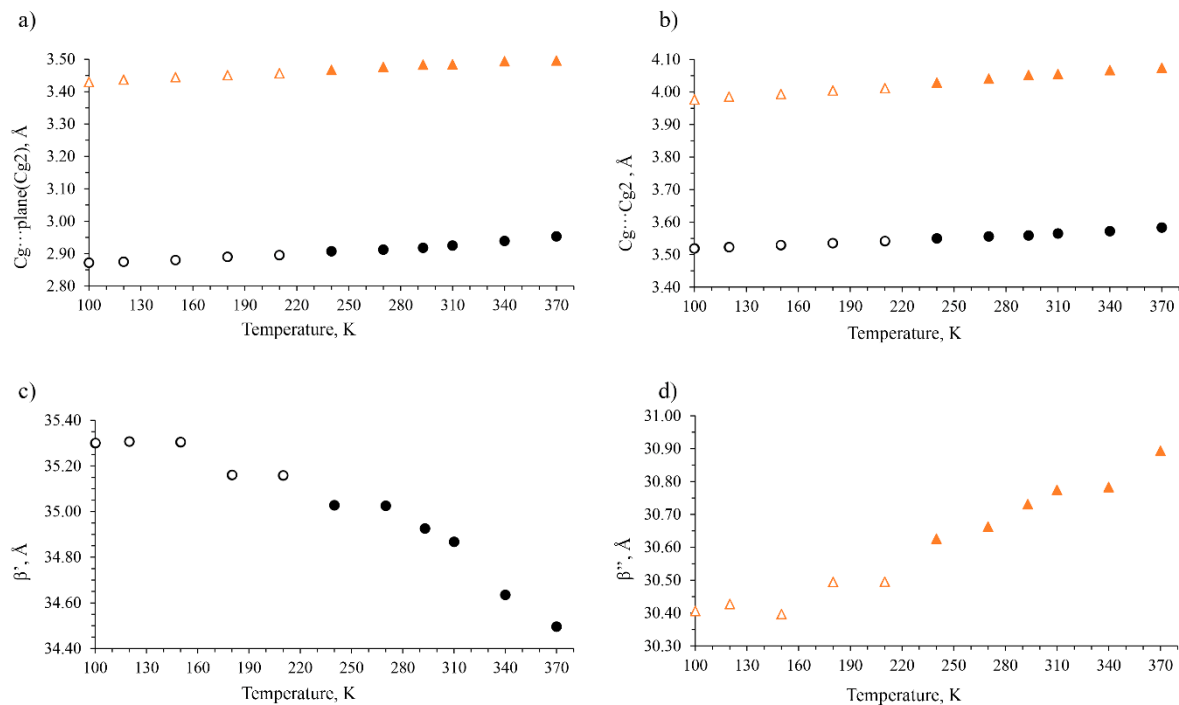 a)
3.50
3.40
3.30
3.20
3.10
3.00
2.90
2.80
Cg···plane(Cg2), Å
100 130 160 190 220 250 280 310 340 370
Temperature, K
b)
4.10
4.00
3.90
3.80
3.70
3.60
3.50
3.40
Cg···Cg2 , Å
100 130 160 190 220 250 280 310 340 370
Temperature, K
c)
35.40
35.20
35.00
34.80
34.60
34.40
β’, Å
100 130 160 190 220 250 280 310 340 370
Temperature, K
d)
31.00
30.90
30.80
30.70
30.60
30.50
30.40
30.30
β’’, Å
100 130 160 190 220 250 280 310 340 370
Temperature, K